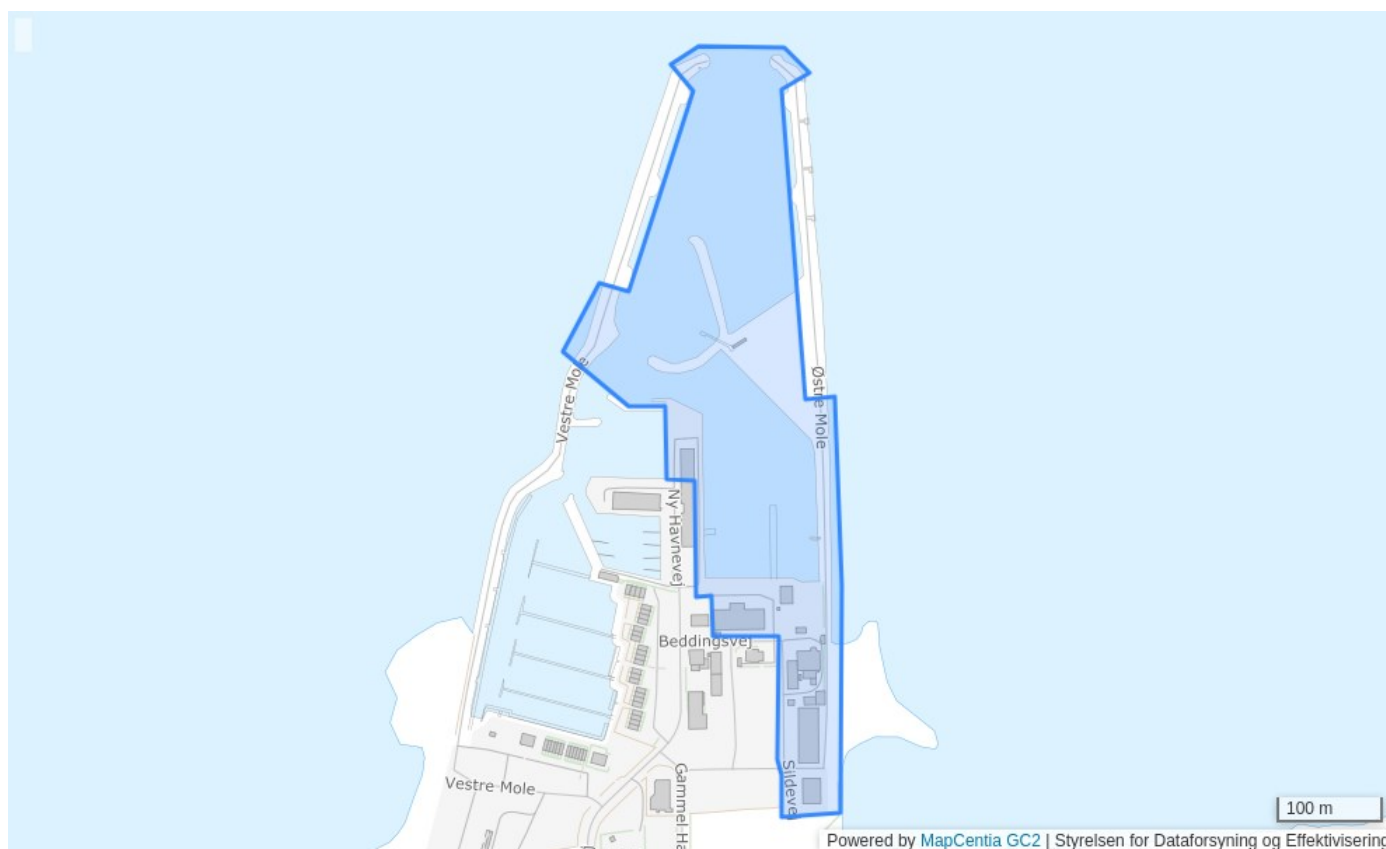 Vestre Mole
Østre Mole
Ny Havnevej
Beddingsvej
Vestre Mole
Gammel Ha
Sildevej
100 m
Powered by MapCentia GC2 | Styrelsen for Dataforsyning og Effektivisering